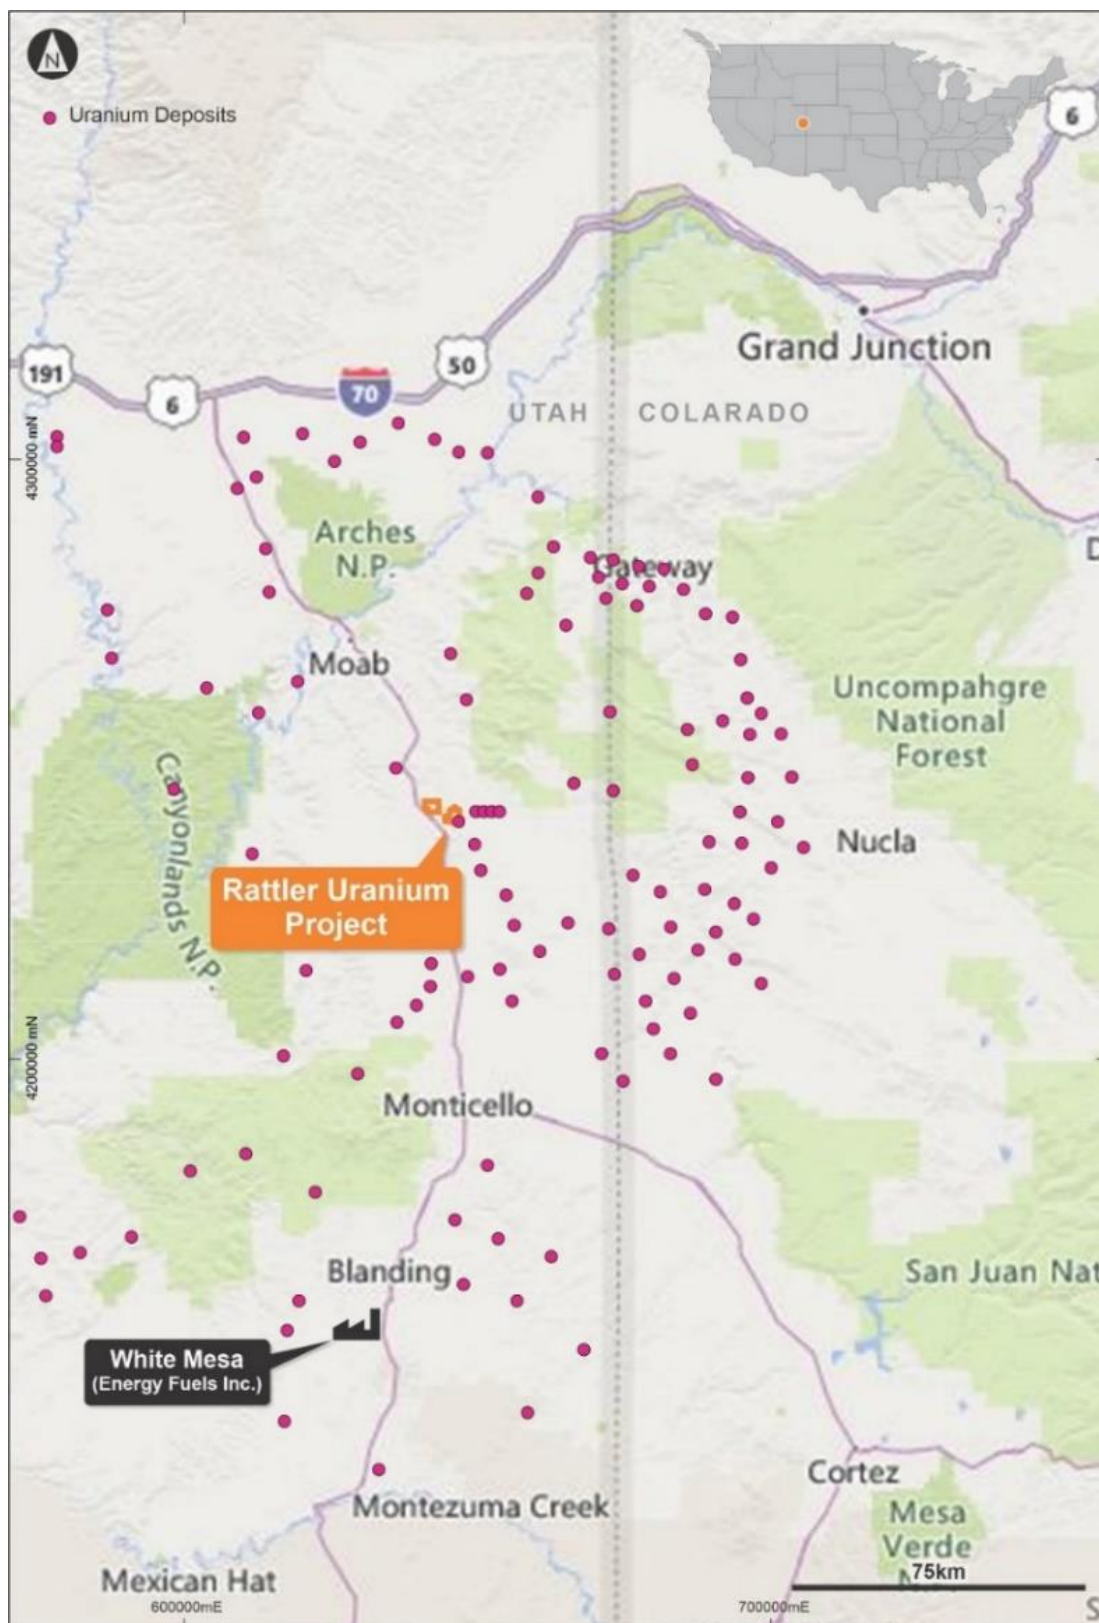 N
Uranium Deposits
6
Grand Junction
191
6
70
50
UTAH
COLARADO
4300000 mN
Arches
N.P.
Gateway
D
Moab
Uncompahgre
National
Forest
Canyonlands N.P.
Nucla
Rattler Uranium
Project
4200000 mN
Monticello
Blanding
San Juan Nat
White Mesa
(Energy Fuels Inc.)
Cortez
Montezuma Creek
Mesa
Verde
N.
75km
Mexican Hat
600000mE
700000mE
S